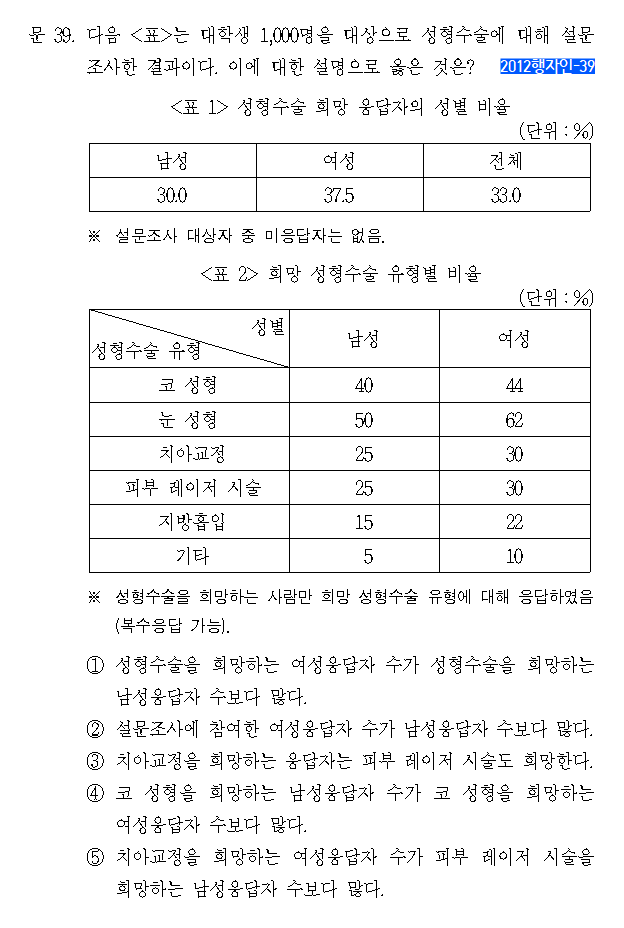 문 39. 다음 <표>는 대학생 1,000명을 대상으로 성형수술에 대해 설문
조사한 결과이다. 이에 대한 설명으로 옳은 것은? 2012행자인-39
<표 1> 성형수술 희망 응답자의 성별 비율
(단위 : %)
남성 여성 전체
30.0 37.5 33.0
※ 설문조사 대상자 중 미응답자는 없음.
<표 2> 희망 성형수술 유형별 비율
(단위 : %)
성별
성형수술 유형 남성 여성
코 성형 40 44
눈 성형 50 62
치아교정 25 30
피부 레이저 시술 25 30
지방흡입 15 22
기타 5 10
※ 성형수술을 희망하는 사람만 희망 성형수술 유형에 대해 응답하였음
(복수응답 가능).
① 성형수술을 희망하는 여성응답자 수가 성형수술을 희망하는
남성응답자 수보다 많다.
② 설문조사에 참여한 여성응답자 수가 남성응답자 수보다 많다.
③ 치아교정을 희망하는 응답자는 피부 레이저 시술도 희망한다.
④ 코 성형을 희망하는 남성응답자 수가 코 성형을 희망하는
여성응답자 수보다 많다.
⑤ 치아교정을 희망하는 여성응답자 수가 피부 레이저 시술을
희망하는 남성응답자 수보다 많다.